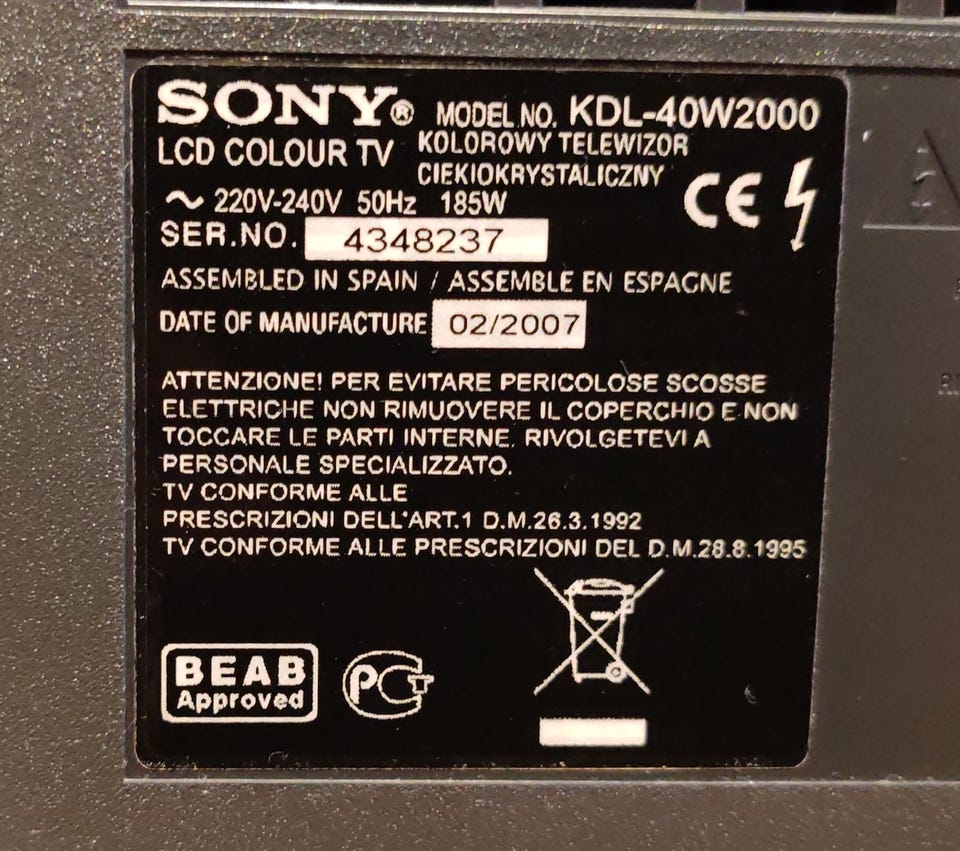 SONY® MODEL NO. KDL-40W2000
LCD COLOUR TV KOLOROWY TELEWIZOR
CIEKIOKRYSTALICZNY
~ 220V-240V 50Hz 185W
CE
SER.NO. 4348237
ASSEMBLED IN SPAIN / ASSEMBLE EN ESPAGNE
DATE OF MANUFACTURE 02/2007
ATTENZIONE! PER EVITARE PERICOLOSE SCOSSE
ELETTRICHE NON RIMUOVERE IL COPERCHIO E NON
TOCCARE LE PARTI INTERNE. RIVOLGETEVI A
PERSONALE SPECIALIZZATO.
TV CONFORME ALLE
PRESCRIZIONI DELL'ART.1 D.M.26.3.1992
TV CONFORME ALLE PRESCRIZIONI DEL D.M.28.8.1995
BEAB
Approved
PCT